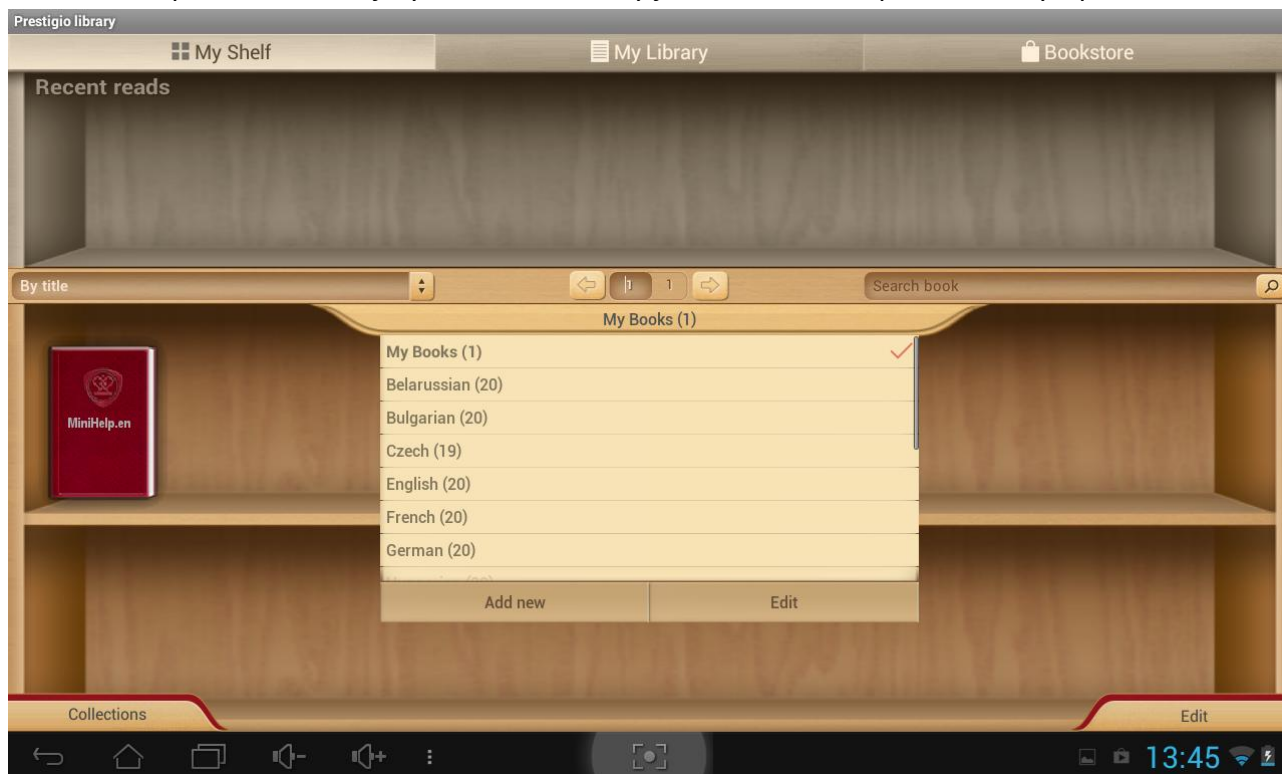 Prestigio library
My Shelf
My Library
Bookstore
Recent reads
By title
1 1
Search book
My Books (1)
MiniHelp.en
My Books (1)
Belarussian (20)
Bulgarian (20)
Czech (19)
English (20)
French (20)
German (20)
Add new
Edit
Collections
Edit
13:45